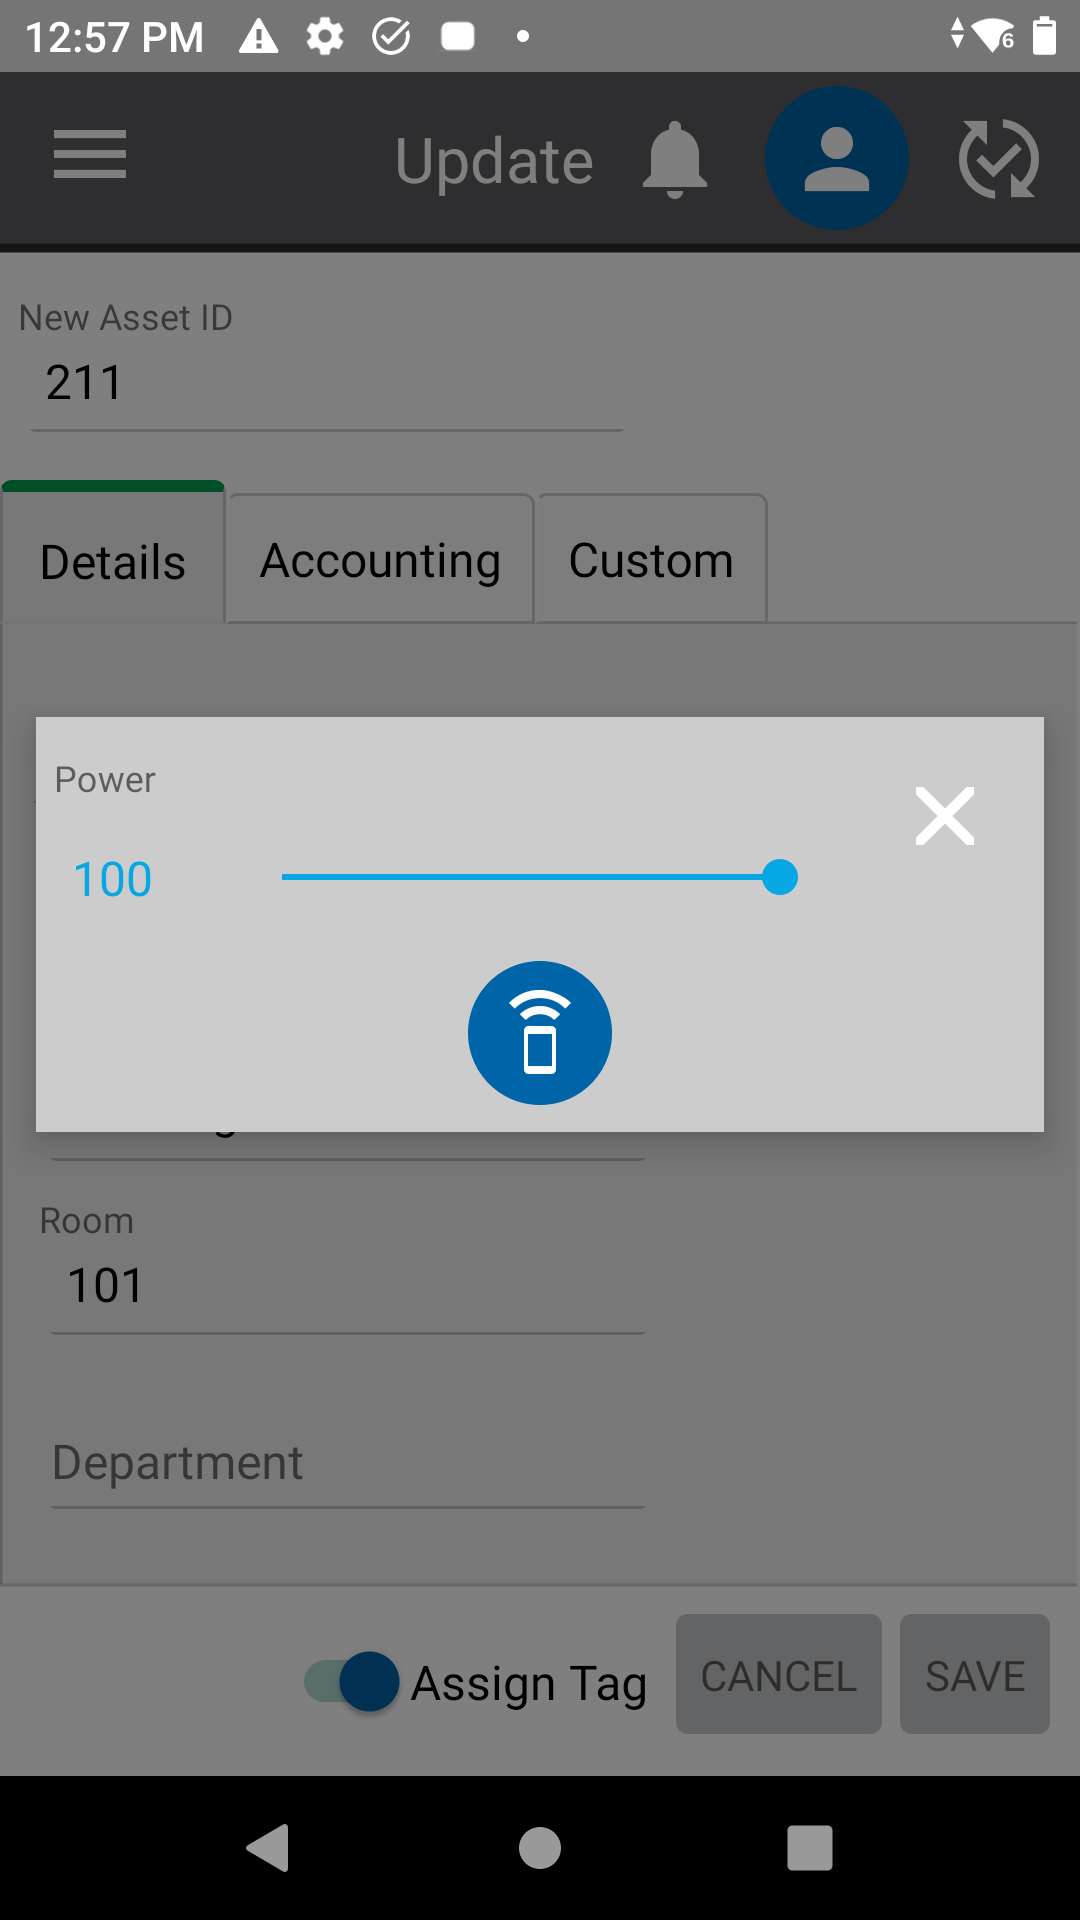 12:57 PM
6
Update
New Asset ID
211
Details
Accounting
Custom
Power
100
Room
101
Department
Assign Tag
CANCEL
SAVE